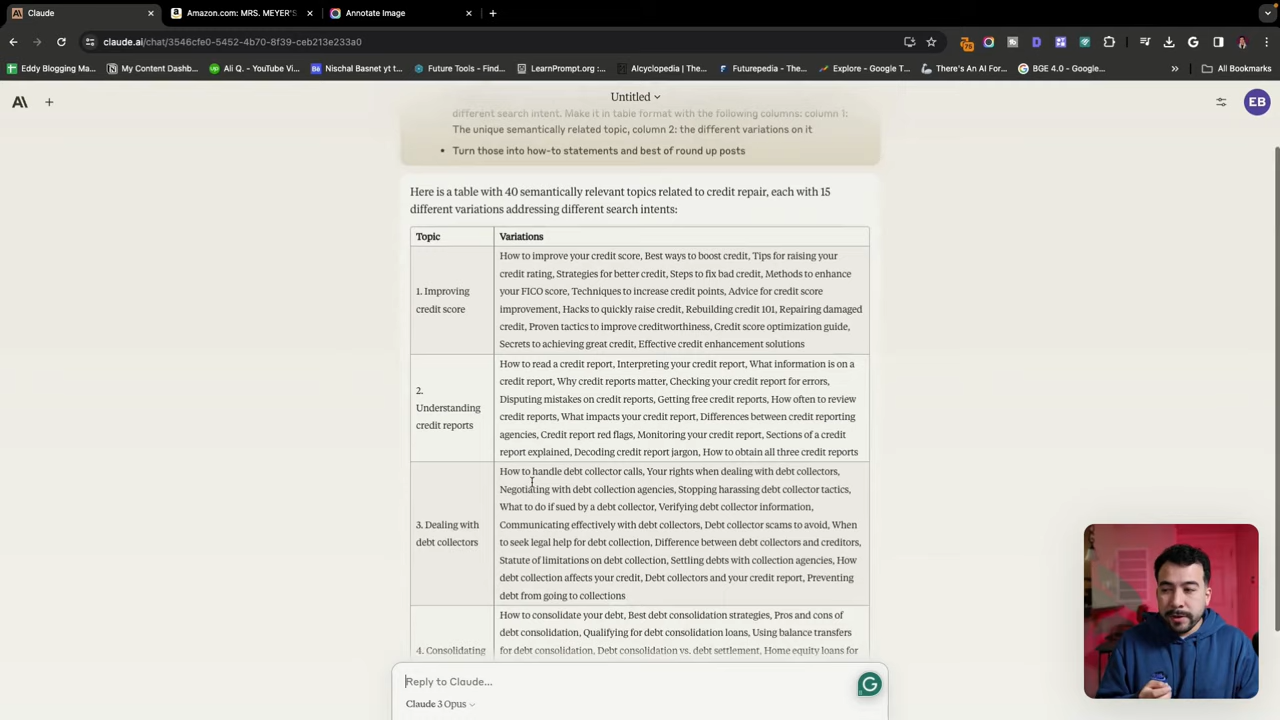 Claude
Amazon.com: MRS. MEYER'S
Annotate Image
claude.ai/chat/3546cfe0-5452-4b70-8f39-ceb213e233a0
Eddy Blogging Ma...
My Content Dashb...
Ali Q. - YouTube Vi...
Nischal Basnet yt t...
Future Tools - Find...
LearnPrompt.org :...
AIcyclopedia | The...
Futurepedia - The...
Explore - Google T...
There's An AI For...
BGE 4.0 - Google...
All Bookmarks
Untitled
EB
different search intent. Make it in table format with the following columns: column 1:
The unique semantically related topic, column 2: the different variations on it
• Turn those into how-to statements and best of round up posts
Here is a table with 40 semantically relevant topics related to credit repair, each with 15
different variations addressing different search intents:
Topic
Variations
1. Improving
credit score
How to improve your credit score, Best ways to boost credit, Tips for raising your
credit rating, Strategies for better credit, Steps to fix bad credit, Methods to enhance
your FICO score, Techniques to increase credit points, Advice for credit score
improvement, Hacks to quickly raise credit, Rebuilding credit 101, Repairing damaged
credit, Proven tactics to improve creditworthiness, Credit score optimization guide,
Secrets to achieving great credit, Effective credit enhancement solutions
2.
Understanding
credit reports
How to read a credit report, Interpreting your credit report, What information is on a
credit report, Why credit reports matter, Checking your credit report for errors,
Disputing mistakes on credit reports, Getting free credit reports, How often to review
credit reports, What impacts your credit report, Differences between credit reporting
agencies, Credit report red flags, Monitoring your credit report, Sections of a credit
report explained, Decoding credit report jargon, How to obtain all three credit reports
3. Dealing with
debt collectors
How to handle debt collector calls, Your rights when dealing with debt collectors,
Negotiating with debt collection agencies, Stopping harassing debt collector tactics,
What to do if sued by a debt collector, Verifying debt collector information,
Communicating effectively with debt collectors, Debt collector scams to avoid, When
to seek legal help for debt collection, Difference between debt collectors and creditors,
Statute of limitations on debt collection, Settling debts with collection agencies, How
debt collection affects your credit, Debt collectors and your credit report, Preventing
debt from going to collections
4. Consolidating
How to consolidate your debt, Best debt consolidation strategies, Pros and cons of
debt consolidation, Qualifying for debt consolidation loans, Using balance transfers
for debt consolidation, Debt consolidation vs. debt settlement, Home equity loans for
Reply to Claude...
Claude 3 Opus